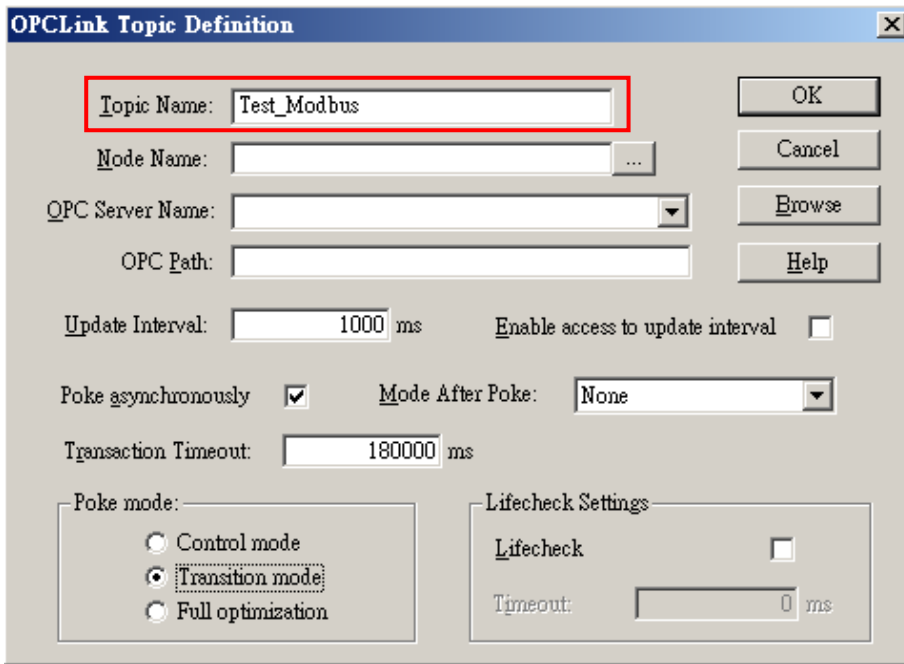 OPCLink Topic Definition
Topic Name: Test_Modbus OK
Node Name: ... Cancel
OPC Server Name: Browse
OPC Path: Help
Update Interval: 1000 ms Enable access to update interval
Poke asynchronously Mode After Poke: None
Transaction Timeout: 180000 ms
Poke mode: Lifecheck Settings
Control mode Lifecheck
Transition mode
Full optimization Timeout: 0 ms